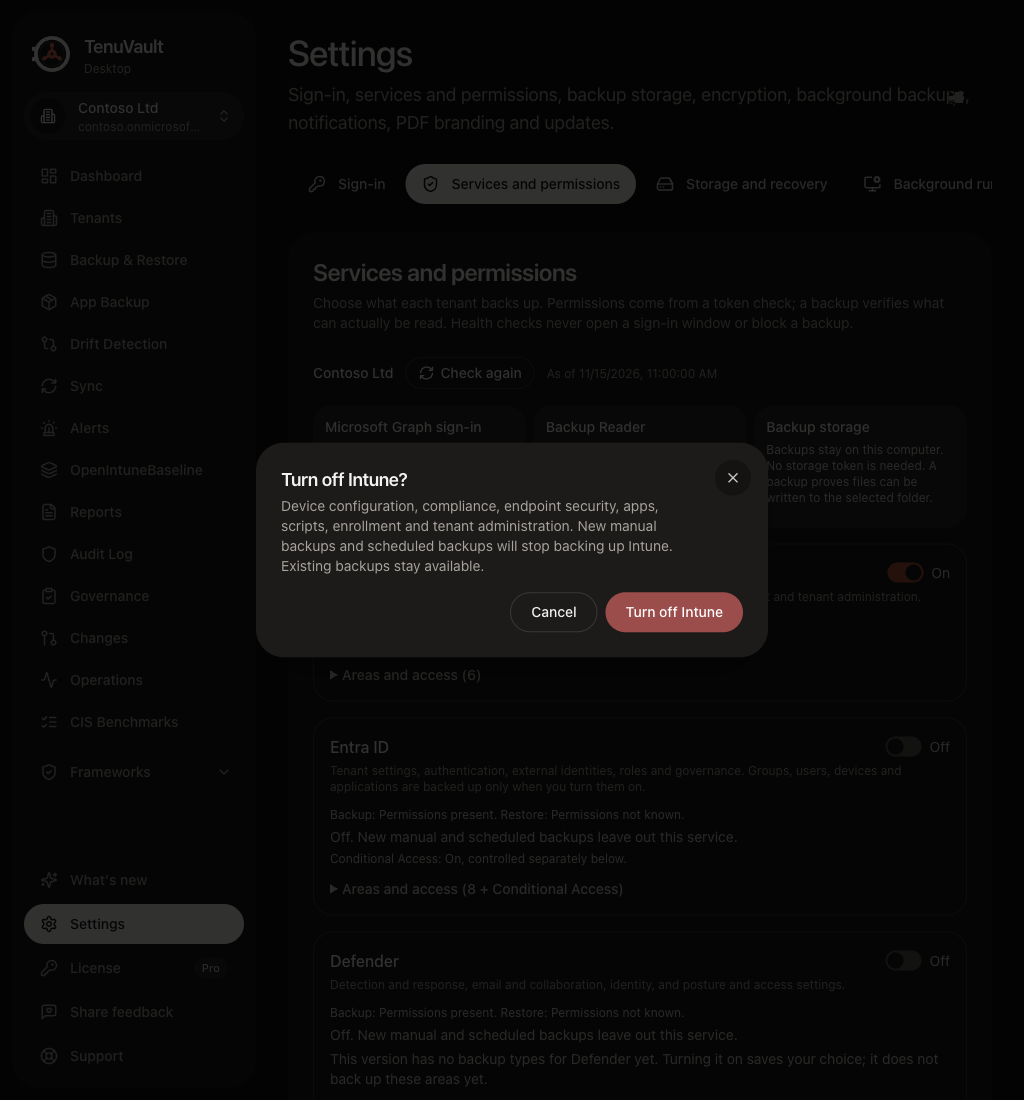 TenuVault
Desktop
Contoso Ltd
contoso.onmicrosof...
Dashboard
Tenants
Backup & Restore
App Backup
Drift Detection
Sync
Alerts
OpenIntuneBaseline
Reports
Audit Log
Governance
Changes
Operations
CIS Benchmarks
Frameworks
What's new
Settings
License
Pro
Share feedback
Support
Settings
Sign-in, services and permissions, backup storage, encryption, background backups,
notifications, PDF branding and updates.
Sign-in
Services and permissions
Storage and recovery
Background ru
Services and permissions
Choose what each tenant backs up. Permissions come from a token check; a backup verifies what
can actually be read. Health checks never open a sign-in window or block a backup.
Contoso Ltd
Check again
As of 11/15/2026, 11:00:00 AM
Microsoft Graph sign-in
Backup Reader
Backup storage
Backups stay on this computer.
No storage token is needed. A
backup proves files can be
written to the selected folder.
Turn off Intune?
Device configuration, compliance, endpoint security, apps,
scripts, enrollment and tenant administration. New manual
backups and scheduled backups will stop backing up Intune.
Existing backups stay available.
Cancel
Turn off Intune
On
and tenant administration.
Areas and access (6)
Entra ID
Off
Tenant settings, authentication, external identities, roles and governance. Groups, users, devices and
applications are backed up only when you turn them on.
Backup: Permissions present. Restore: Permissions not known.
Off. New manual and scheduled backups leave out this service.
Conditional Access: On, controlled separately below.
Areas and access (8 + Conditional Access)
Defender
Off
Detection and response, email and collaboration, identity, and posture and access settings.
Backup: Permissions present. Restore: Permissions not known.
Off. New manual and scheduled backups leave out this service.
This version has no backup types for Defender yet. Turning it on saves your choice; it does not
back up these areas yet.